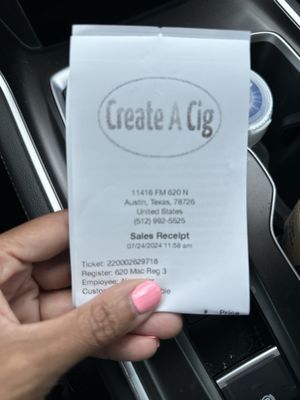 Create A Cig
11416 FM 620 N
Austin, Texas, 78726
United States
(512) 992-5525
Sales Receipt
07/24/2024 11:58 am
Ticket: 220002629718
Register: 620 Mac Reg 3
Employee:
Price